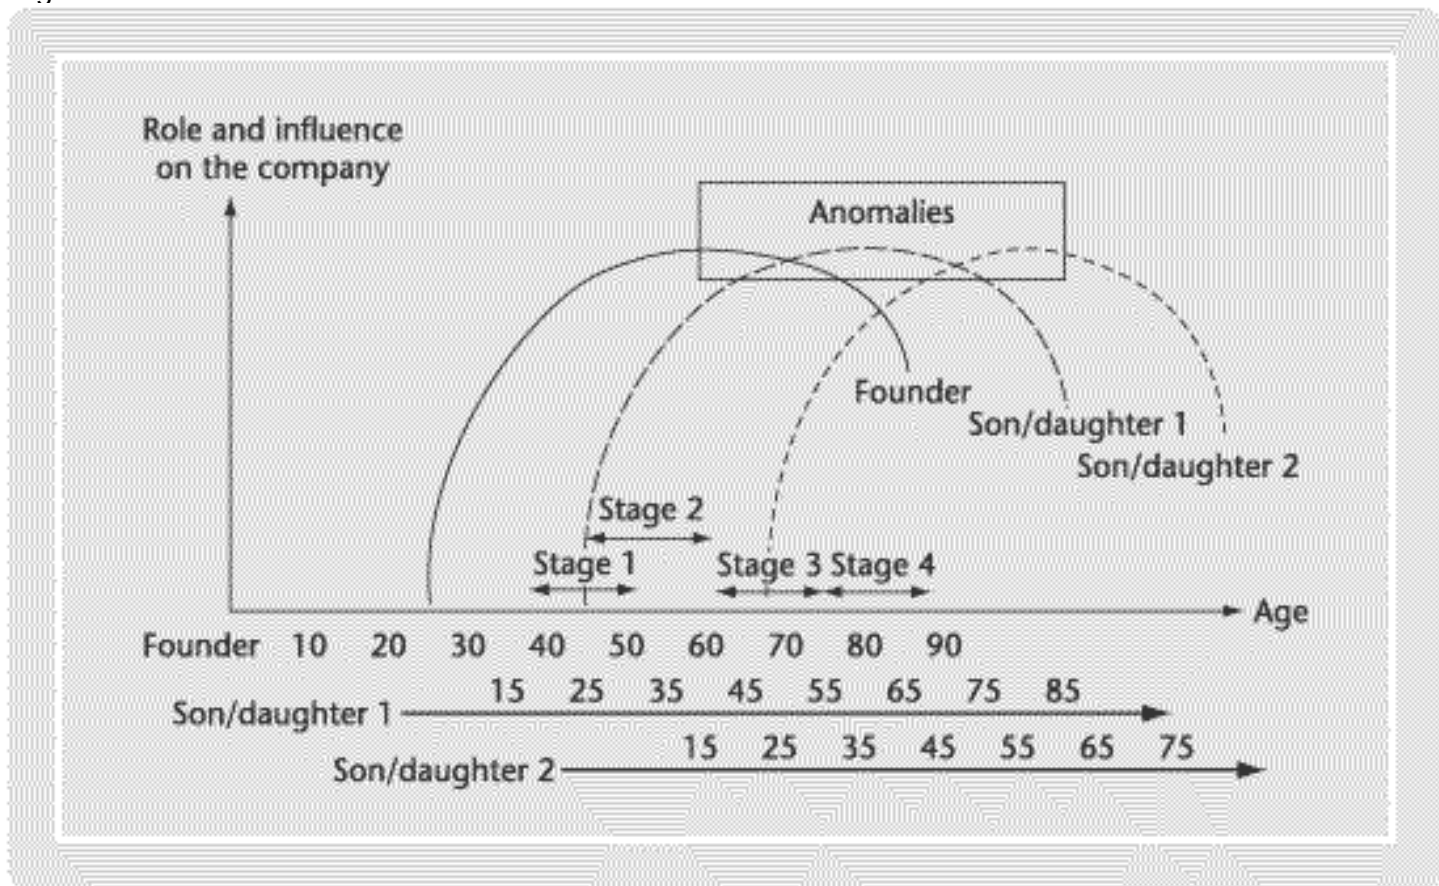 Role and influence
on the company
Anomalies
Founder
Son/daughter 1
Son/daughter 2
Stage 2
Stage 1
Stage 3 Stage 4
Age
Founder 10 20 30 40 50 60 70 80 90
15 25 35 45 55 65 75 85
Son/daughter 1
15 25 35 45 55 65 75
Son/daughter 2